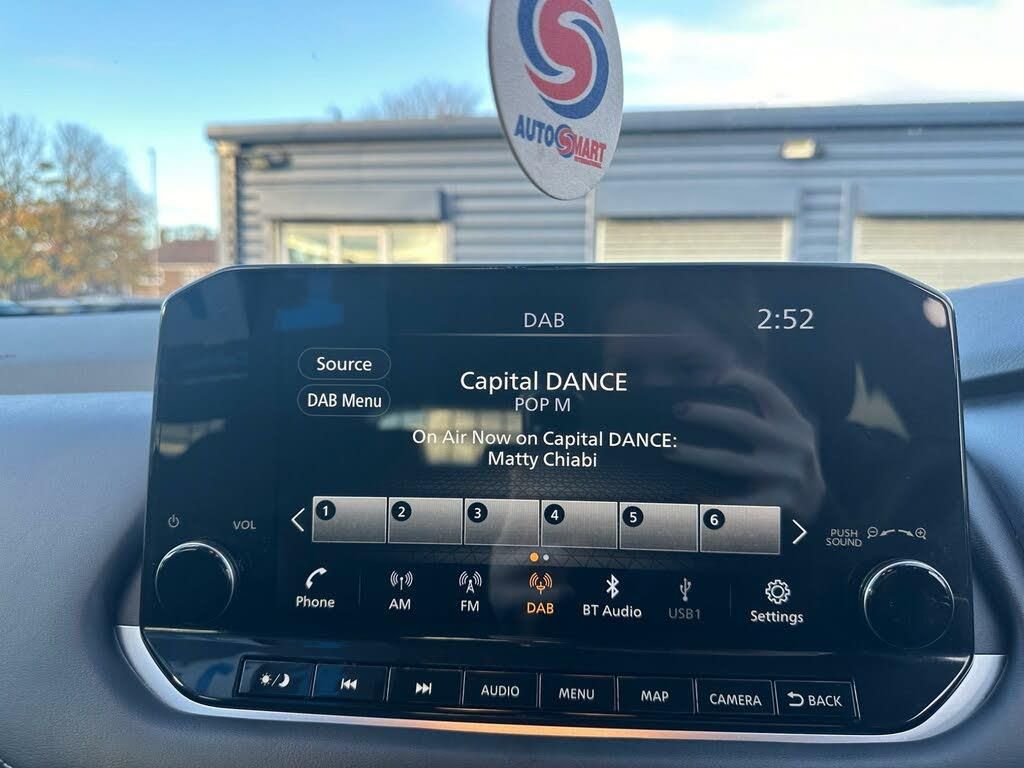 AUTOSMART
INTERNATIONAL
DAB
2:52
Source
DAB Menu
Capital DANCE
POP M
On Air Now on Capital DANCE:
Matty Chiabi
1 2 3 4 5 6
VOL
PUSH
SOUND
Phone
AM
FM
DAB
BT Audio
USB1
Settings
AUDIO
MENU
MAP
CAMERA
BACK